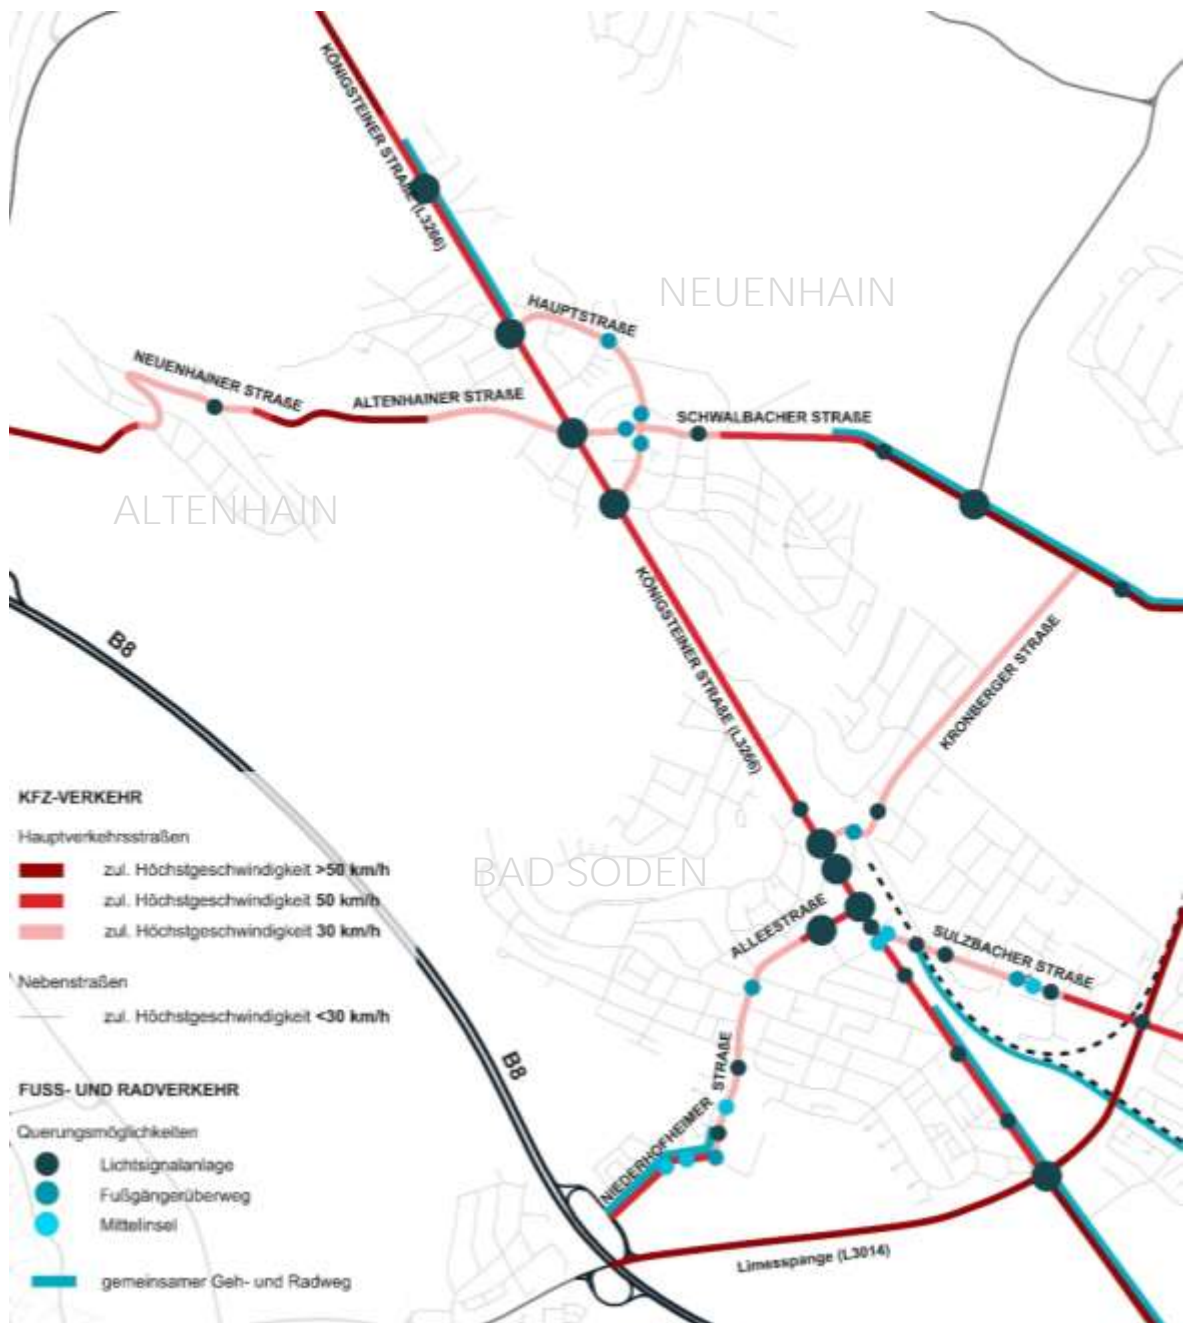 KÖNIGSTEINER STRAẞE (L3266)
NEUENHAIN
HAUPTSTRAẞE
NEUENHAINER STRAẞE
ALTENHAINER STRAẞE
SCHWALBACHER STRAẞE
ALTENHAIN
KÖNIGSTEINER STRAẞE (L3266)
KRONBERGER STRAẞE
B8
KFZ-VERKEHR
Hauptverkehrsstraßen
zul. Höchstgeschwindigkeit >50 km/h
zul. Höchstgeschwindigkeit 50 km/h
zul. Höchstgeschwindigkeit 30 km/h
Nebenstraßen
zul. Höchstgeschwindigkeit <30 km/h
BAD SODEN
ALLEESTRAẞE
SULZBACHER STRAẞE
B8
NIEDERHOFHEIMER STRAẞE
FUSS- UND RADVERKEHR
Querungsmöglichkeiten
Lichtsignalanlage
Fußgängerüberweg
Mittelinsel
gemeinsamer Geh- und Radweg
Limesspange (L3014)